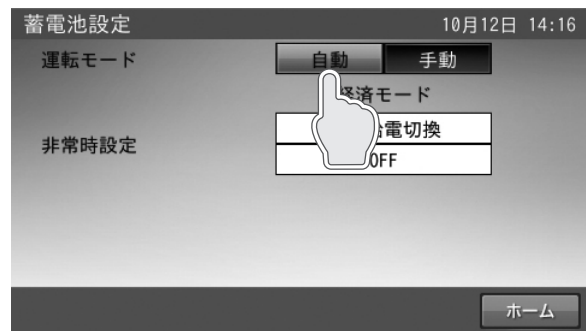 蓄電池設定 10月12日 14:16
運転モード 自動 手動
経済モード
非常時設定 電切換
OFF
ホーム